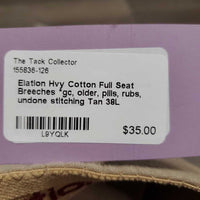 The Tack Collector
155836-126
Elation Hvy Cotton Full Seat
Breeches *gc, older, pills, rubs,
undone stitching Tan 38L
$35.00
L9YQLK